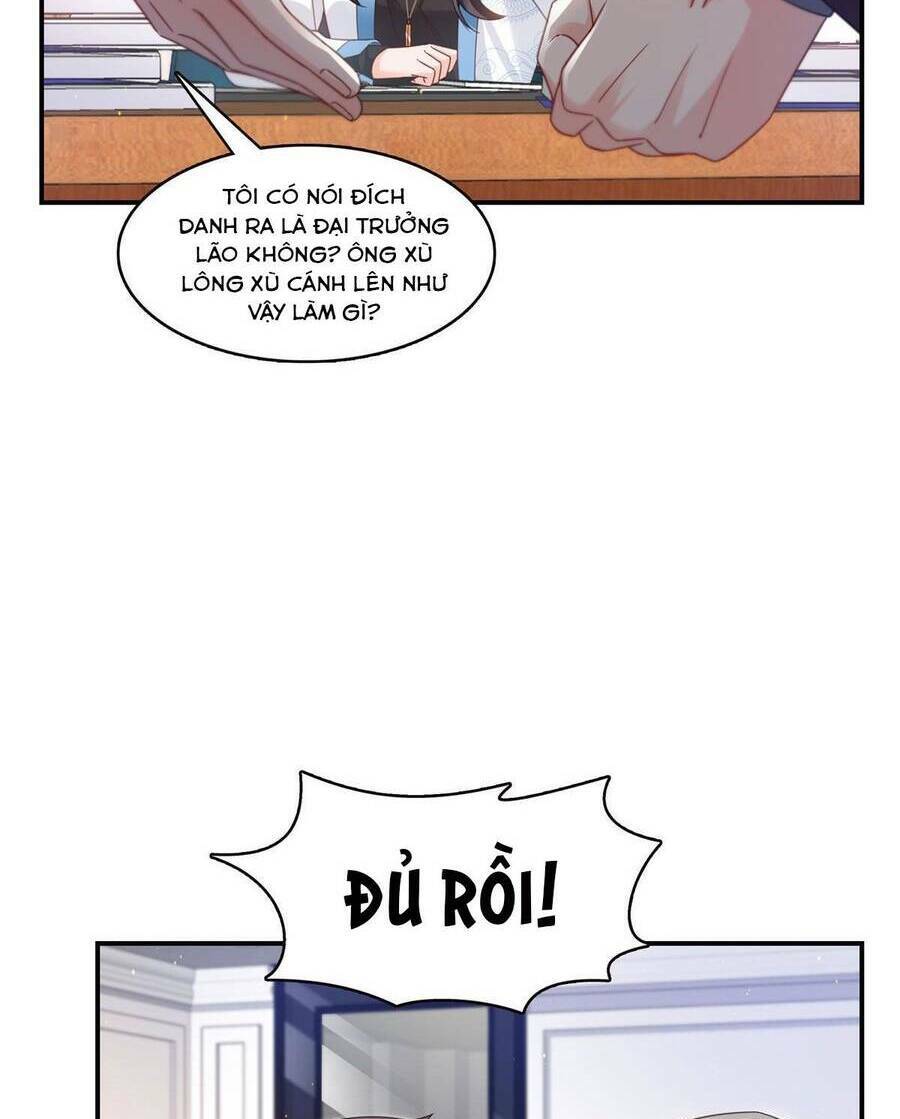 TÔI CÓ NÓI ĐÍCH
DANH RA LÀ ĐẠI TRƯỞNG
LÃO KHÔNG? ÔNG XÙ
LÔNG XÙ CÁNH LÊN NHƯ
VẬY LÀM GÌ?
ĐỦ RỒI!